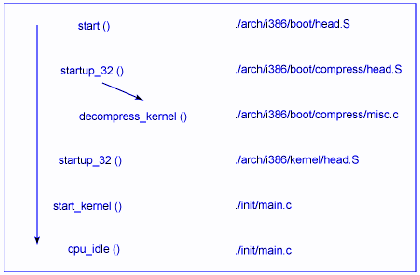 start () ./arch/i386/boot/head.S
startup_32 () ./arch/i386/boot/compress/head.S
decompress_kernel () ./arch/i386/boot/compress/misc.c
startup_32 () ./arch/i386/kernel/head.S
start_kernel () ./init/main.c
cpu_idle () ./init/main.c